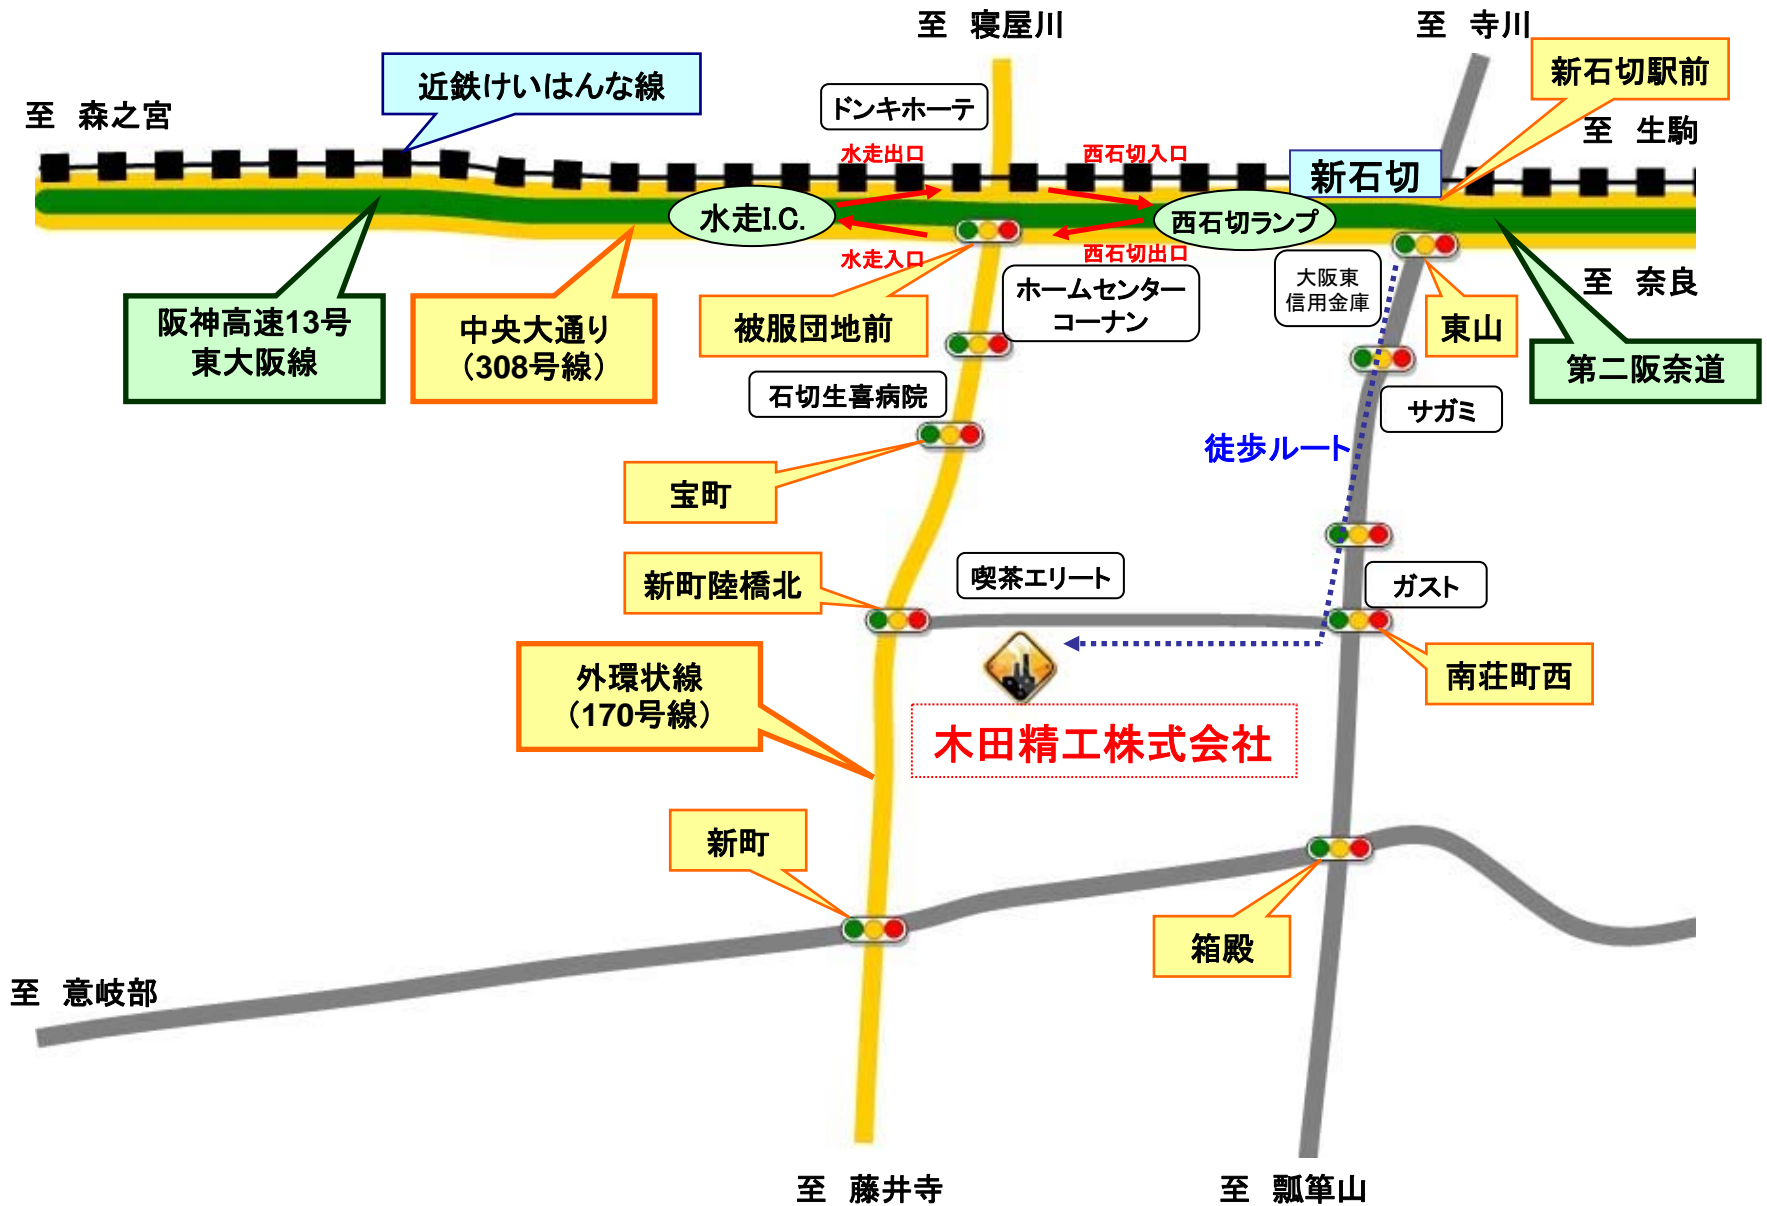 至　寝屋川
至　寺川
近鉄けいはんな線
新石切駅前
至　森之宮
ドンキホーテ
至　生駒
水走出口
西石切入口
新石切
水走I.C.
西石切ランプ
水走入口
西石切出口
大阪東
信用金庫
至　奈良
ホームセンター
コーナン
阪神高速13号
東大阪線
中央大通り
（308号線）
被服団地前
東山
第二阪奈道
石切生喜病院
サガミ
徒歩ルート
宝町
新町陸橋北
喫茶エリート
ガスト
外環状線
（170号線）
南荘町西
木田精工株式会社
新町
箱殿
至　意岐部
至　藤井寺
至　瓢箪山